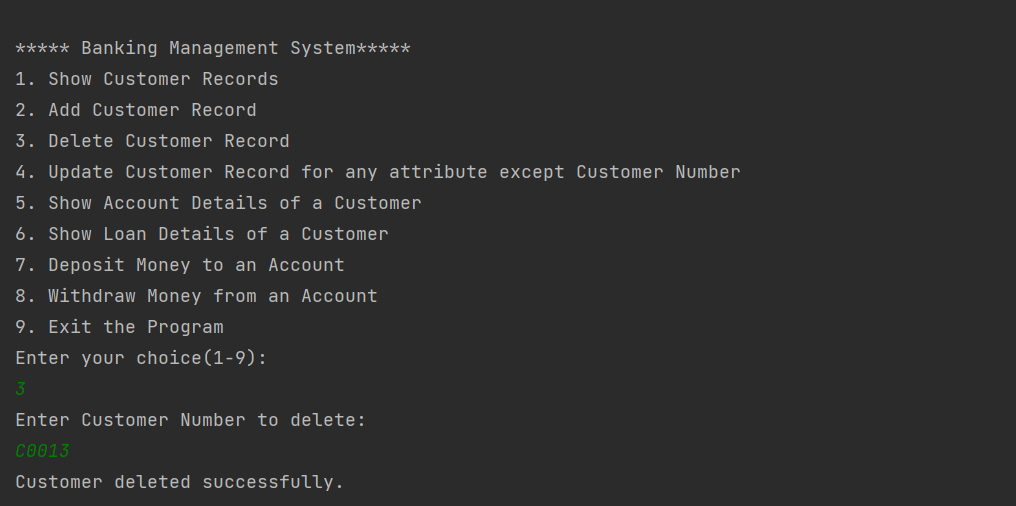 ***** Banking Management System*****
1. Show Customer Records
2. Add Customer Record
3. Delete Customer Record
4. Update Customer Record for any attribute except Customer Number
5. Show Account Details of a Customer
6. Show Loan Details of a Customer
7. Deposit Money to an Account
8. Withdraw Money from an Account
9. Exit the Program
Enter your choice(1-9):
3
Enter Customer Number to delete:
C0013
Customer deleted successfully.